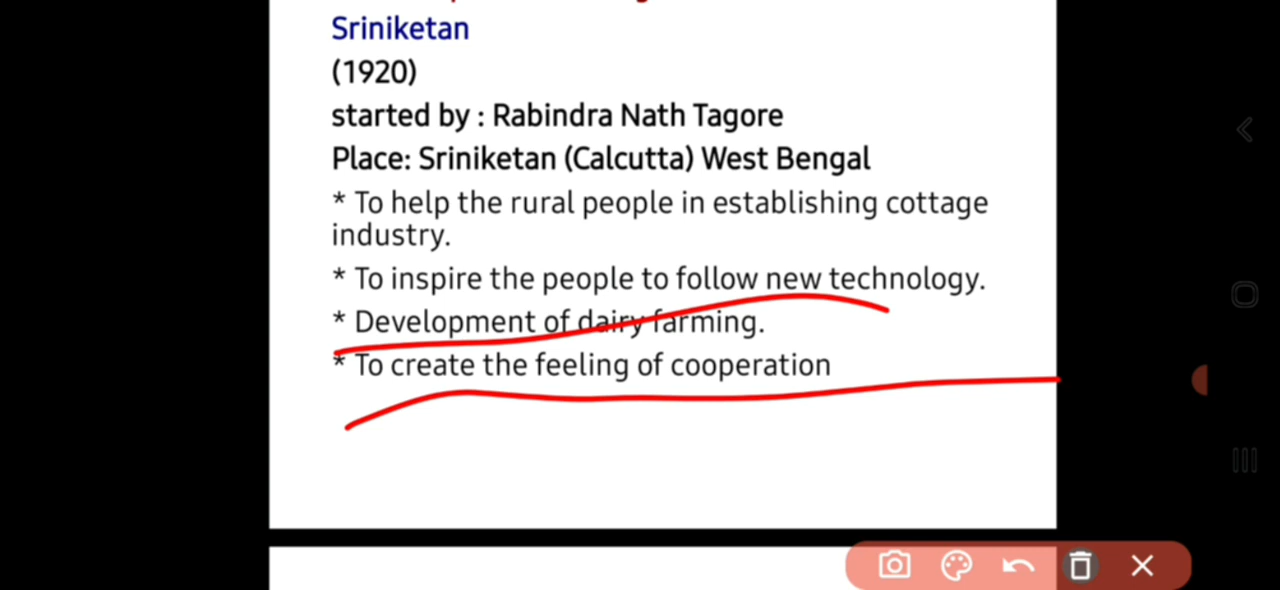 Sriniketan
(1920)
started by : Rabindra Nath Tagore
Place: Sriniketan (Calcutta) West Bengal
* To help the rural people in establishing cottage
industry.
* To inspire the people to follow new technology.
* Development of dairy farming.
* To create the feeling of cooperation